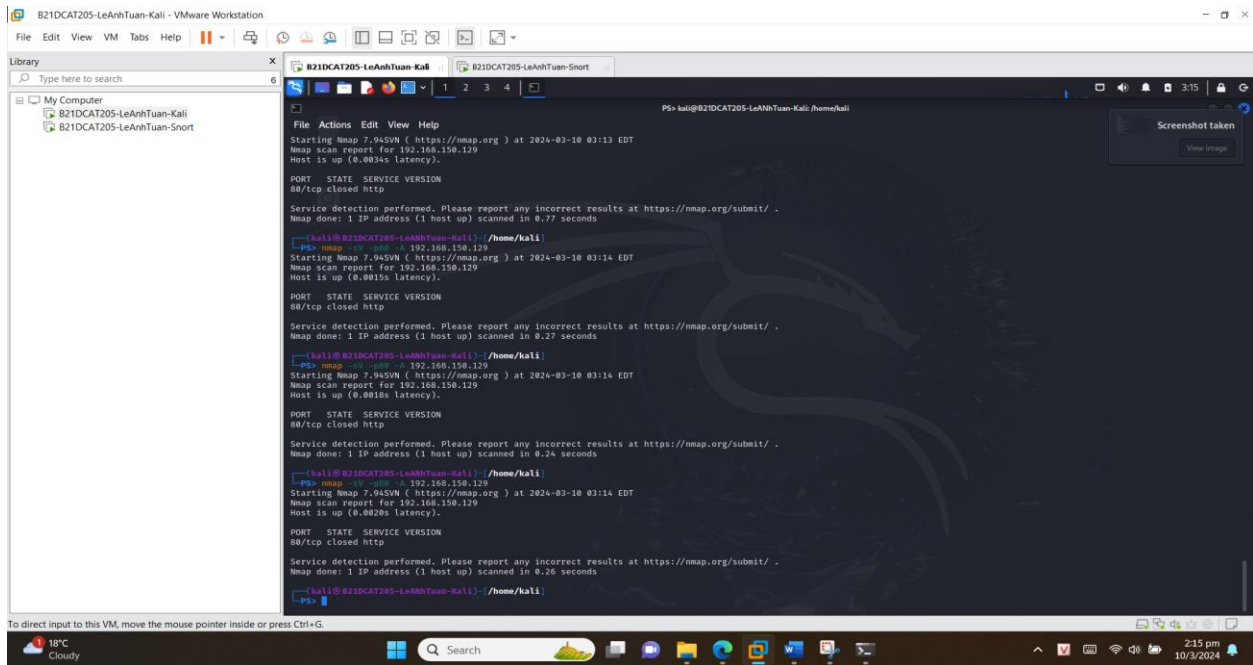 B21DCAT205-LeAnhTuan-Kali - VMware Workstation
File Edit View VM Tabs Help
Library
Type here to search
My Computer
B21DCAT205-LeAnhTuan-Kali
B21DCAT205-LeAnhTuan-Snort
B21DCAT205-LeAnhTuan-Kali B21DCAT205-LeAnhTuan-Snort
1 2 3 4 3:15
PS> kali@B21DCAT205-LeANhTuan-Kali: /home/kali
Screenshot taken
View image
File Actions Edit View Help
Starting Nmap 7.94SVN ( https://nmap.org ) at 2024-03-10 03:13 EDT
Nmap scan report for 192.168.150.129
Host is up (0.0034s latency).
PORT STATE SERVICE VERSION
80/tcp closed http
Service detection performed. Please report any incorrect results at https://nmap.org/submit/ .
Nmap done: 1 IP address (1 host up) scanned in 0.77 seconds
(kali㉿B21DCAT205-LeANhTuan-Kali)-[/home/kali]
PS> nmap -sV -p80 -A 192.168.150.129
Starting Nmap 7.94SVN ( https://nmap.org ) at 2024-03-10 03:14 EDT
Nmap scan report for 192.168.150.129
Host is up (0.0015s latency).
PORT STATE SERVICE VERSION
80/tcp closed http
Service detection performed. Please report any incorrect results at https://nmap.org/submit/ .
Nmap done: 1 IP address (1 host up) scanned in 0.27 seconds
(kali㉿B21DCAT205-LeANhTuan-Kali)-[/home/kali]
PS> nmap -sV -p80 -A 192.168.150.129
Starting Nmap 7.94SVN ( https://nmap.org ) at 2024-03-10 03:14 EDT
Nmap scan report for 192.168.150.129
Host is up (0.0018s latency).
PORT STATE SERVICE VERSION
80/tcp closed http
Service detection performed. Please report any incorrect results at https://nmap.org/submit/ .
Nmap done: 1 IP address (1 host up) scanned in 0.24 seconds
(kali㉿B21DCAT205-LeANhTuan-Kali)-[/home/kali]
PS> nmap -sV -p80 -A 192.168.150.129
Starting Nmap 7.94SVN ( https://nmap.org ) at 2024-03-10 03:14 EDT
Nmap scan report for 192.168.150.129
Host is up (0.0020s latency).
PORT STATE SERVICE VERSION
80/tcp closed http
Service detection performed. Please report any incorrect results at https://nmap.org/submit/ .
Nmap done: 1 IP address (1 host up) scanned in 0.26 seconds
(kali㉿B21DCAT205-LeANhTuan-Kali)-[/home/kali]
PS>
To direct input to this VM, move the mouse pointer inside or press Ctrl+G.
18°C
Cloudy
Search
2:15 pm
10/3/2024